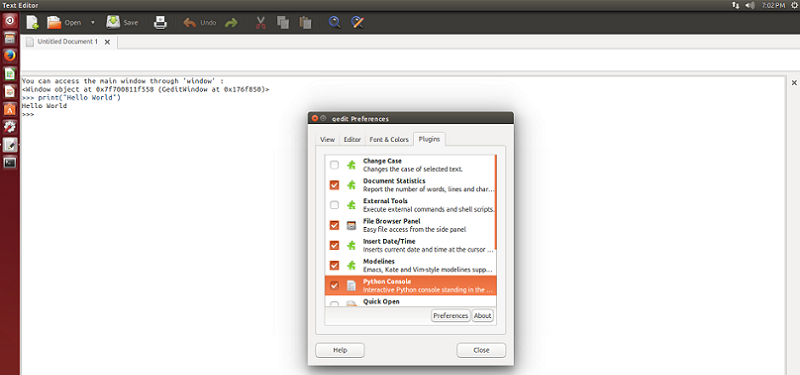 Text Editor
7:02 PM
Open
Save
Undo
Untitled Document 1
You can access the main window through 'window' :
<Window object at 0x7f700811f550 (GeditWindow at 0x176f850)>
>>> print("Hello World")
Hello World
>>>
gedit Preferences
View
Editor
Font & Colors
Plugins
Change Case
Changes the case of selected text.
Document Statistics
Report the number of words, lines and char...
External Tools
Execute external commands and shell scripts.
File Browser Panel
Easy file access from the side panel
Insert Date/Time
Inserts current date and time at the cursor ...
Modelines
Emacs, Kate and Vim-style modelines supp...
Python Console
Interactive Python console standing in the ...
Quick Open
Preferences
About
Help
Close